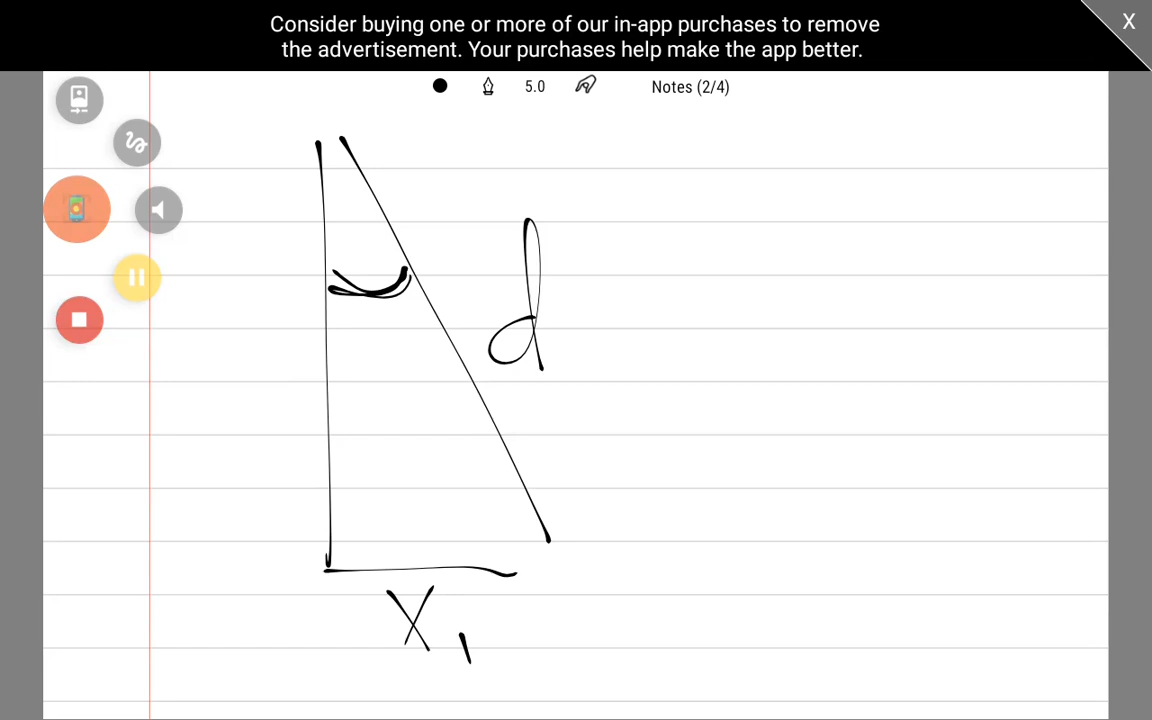 Consider buying one or more of our in-app purchases to remove
the advertisement. Your purchases help make the app better.
X
5.0 Notes (2/4)
d
X,